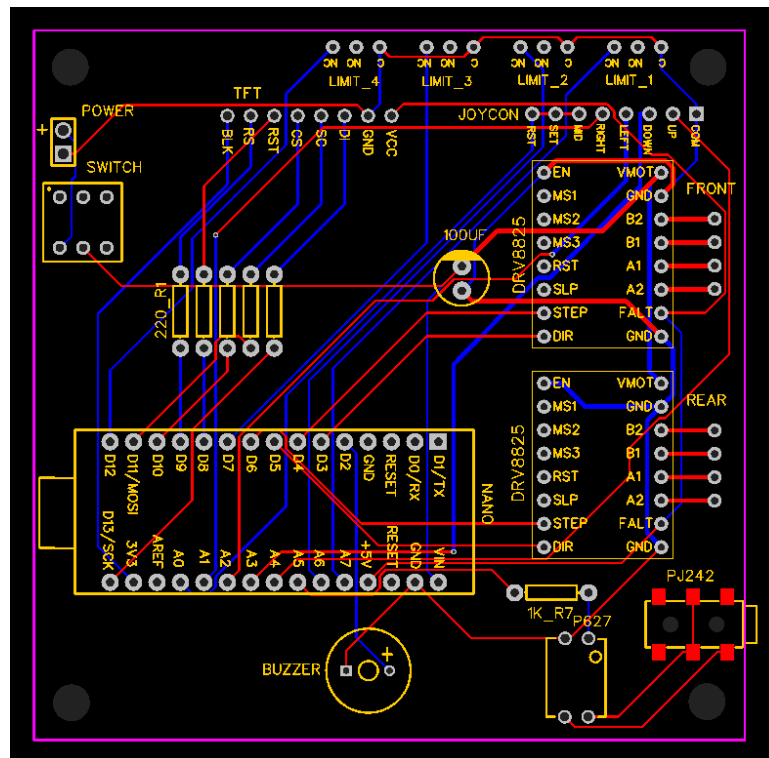 C NO NC
C NO NC
C NO NC
C NO NC
LIMIT_4
LIMIT_3
LIMIT_2
LIMIT_1
TFT
POWER
+
JOYCON
BLK
RS
RST
CS
SC
DI
GND
VCC
RST
SET
MID
RIGHT
LEFT
DOWN
UP
COM
SWITCH
FRONT
DRV8825
EN
MS1
MS2
MS3
RST
SLP
STEP
DIR
VMOT
GND
B2
B1
A1
A2
FALT
GND
100UF
220_R1
REAR
DRV8825
EN
MS1
MS2
MS3
RST
SLP
STEP
DIR
VMOT
GND
B2
B1
A1
A2
FALT
GND
D12
D11/MOSI
D10
D9
D8
D7
D6
D5
D4
D3
D2
GND
RESET
D0/RX
D1/TX
NANO
D13/SCK
3V3
AREF
A0
A1
A2
A3
A4
A5
A6
A7
+5V
RESET
GND
VIN
PJ242
1K_R7
P627
BUZZER
+